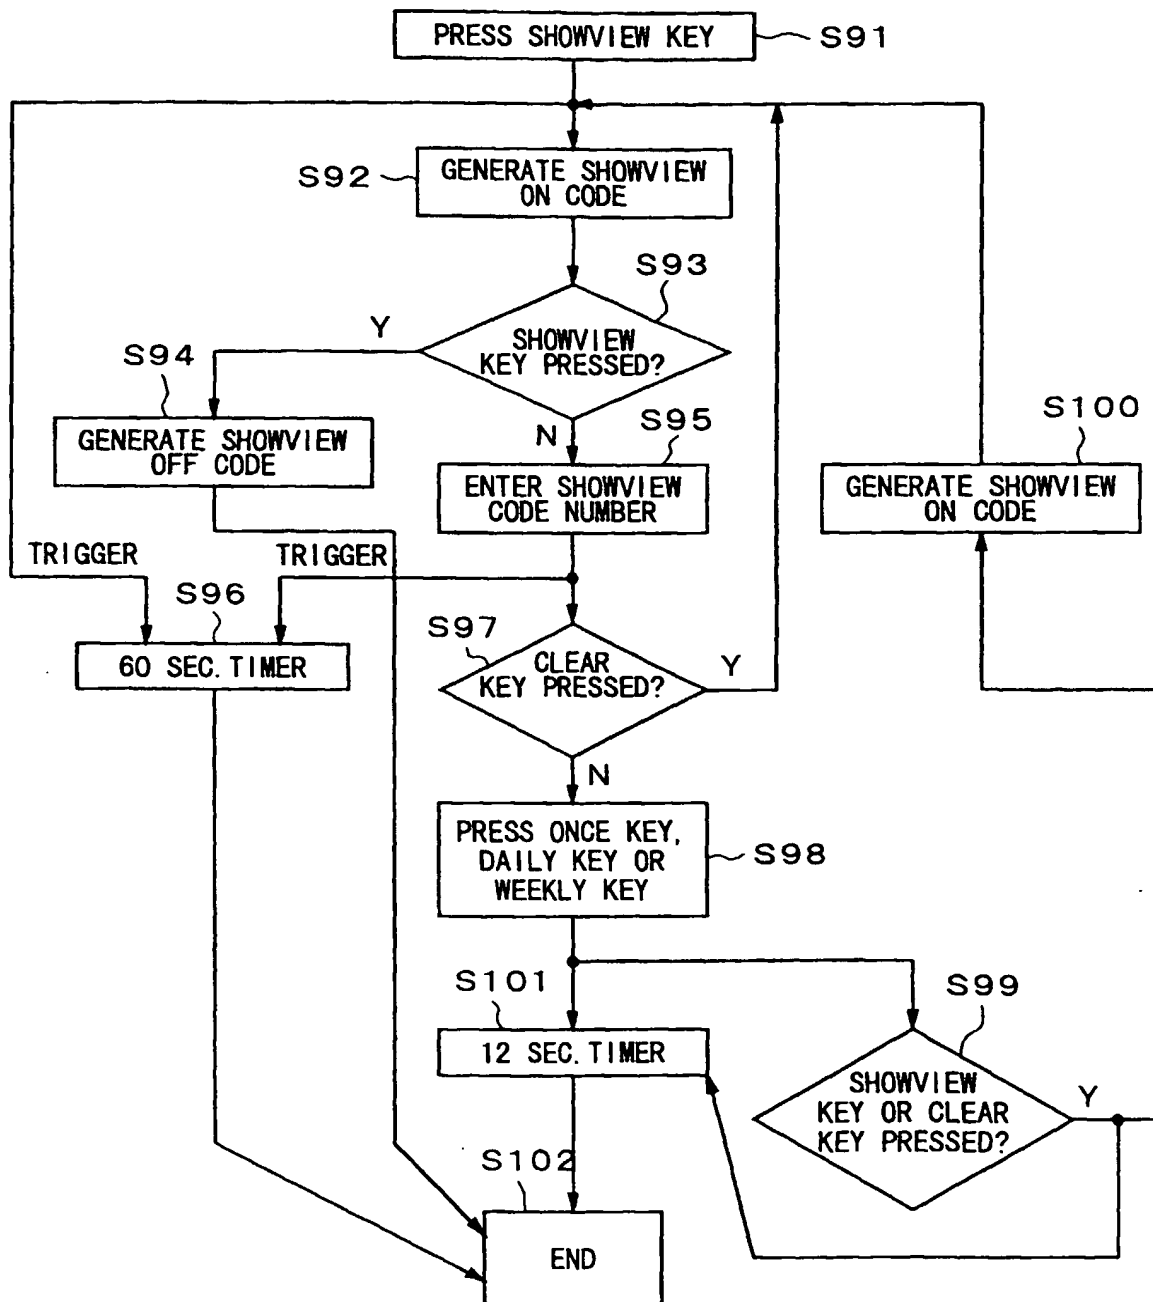 PRESS SHOWVIEW KEY
S91
S92
GENERATE SHOWVIEW
ON CODE
S93
Y
SHOWVIEW
KEY PRESSED?
S94
N
S95
S100
GENERATE SHOWVIEW
OFF CODE
ENTER SHOWVIEW
CODE NUMBER
GENERATE SHOWVIEW
ON CODE
TRIGGER
TRIGGER
S96
S97
60 SEC. TIMER
CLEAR
KEY PRESSED?
Y
N
PRESS ONCE KEY,
DAILY KEY OR
WEEKLY KEY
S98
S101
S99
12 SEC. TIMER
SHOWVIEW
KEY OR CLEAR
KEY PRESSED?
Y
S102
END